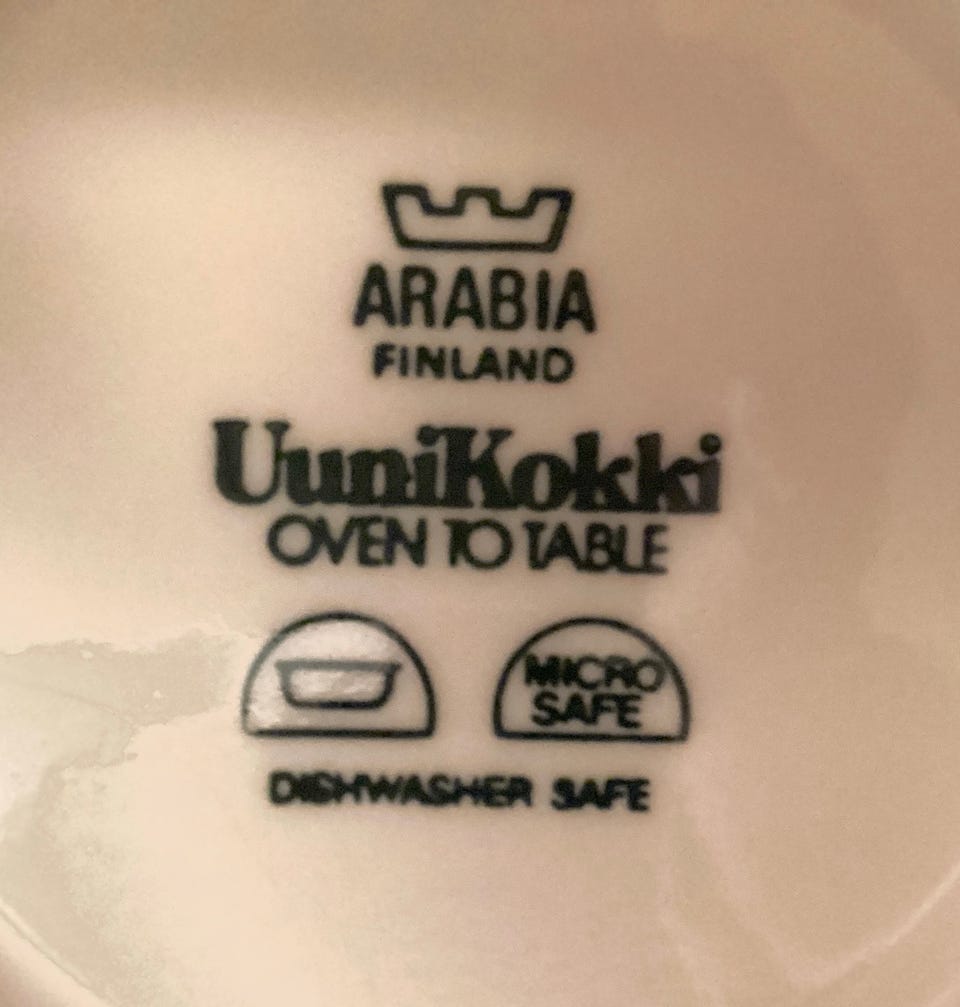 ARABIA
FINLAND
UuniKokki
OVEN TO TABLE
MICRO
SAFE
DISHWASHER SAFE